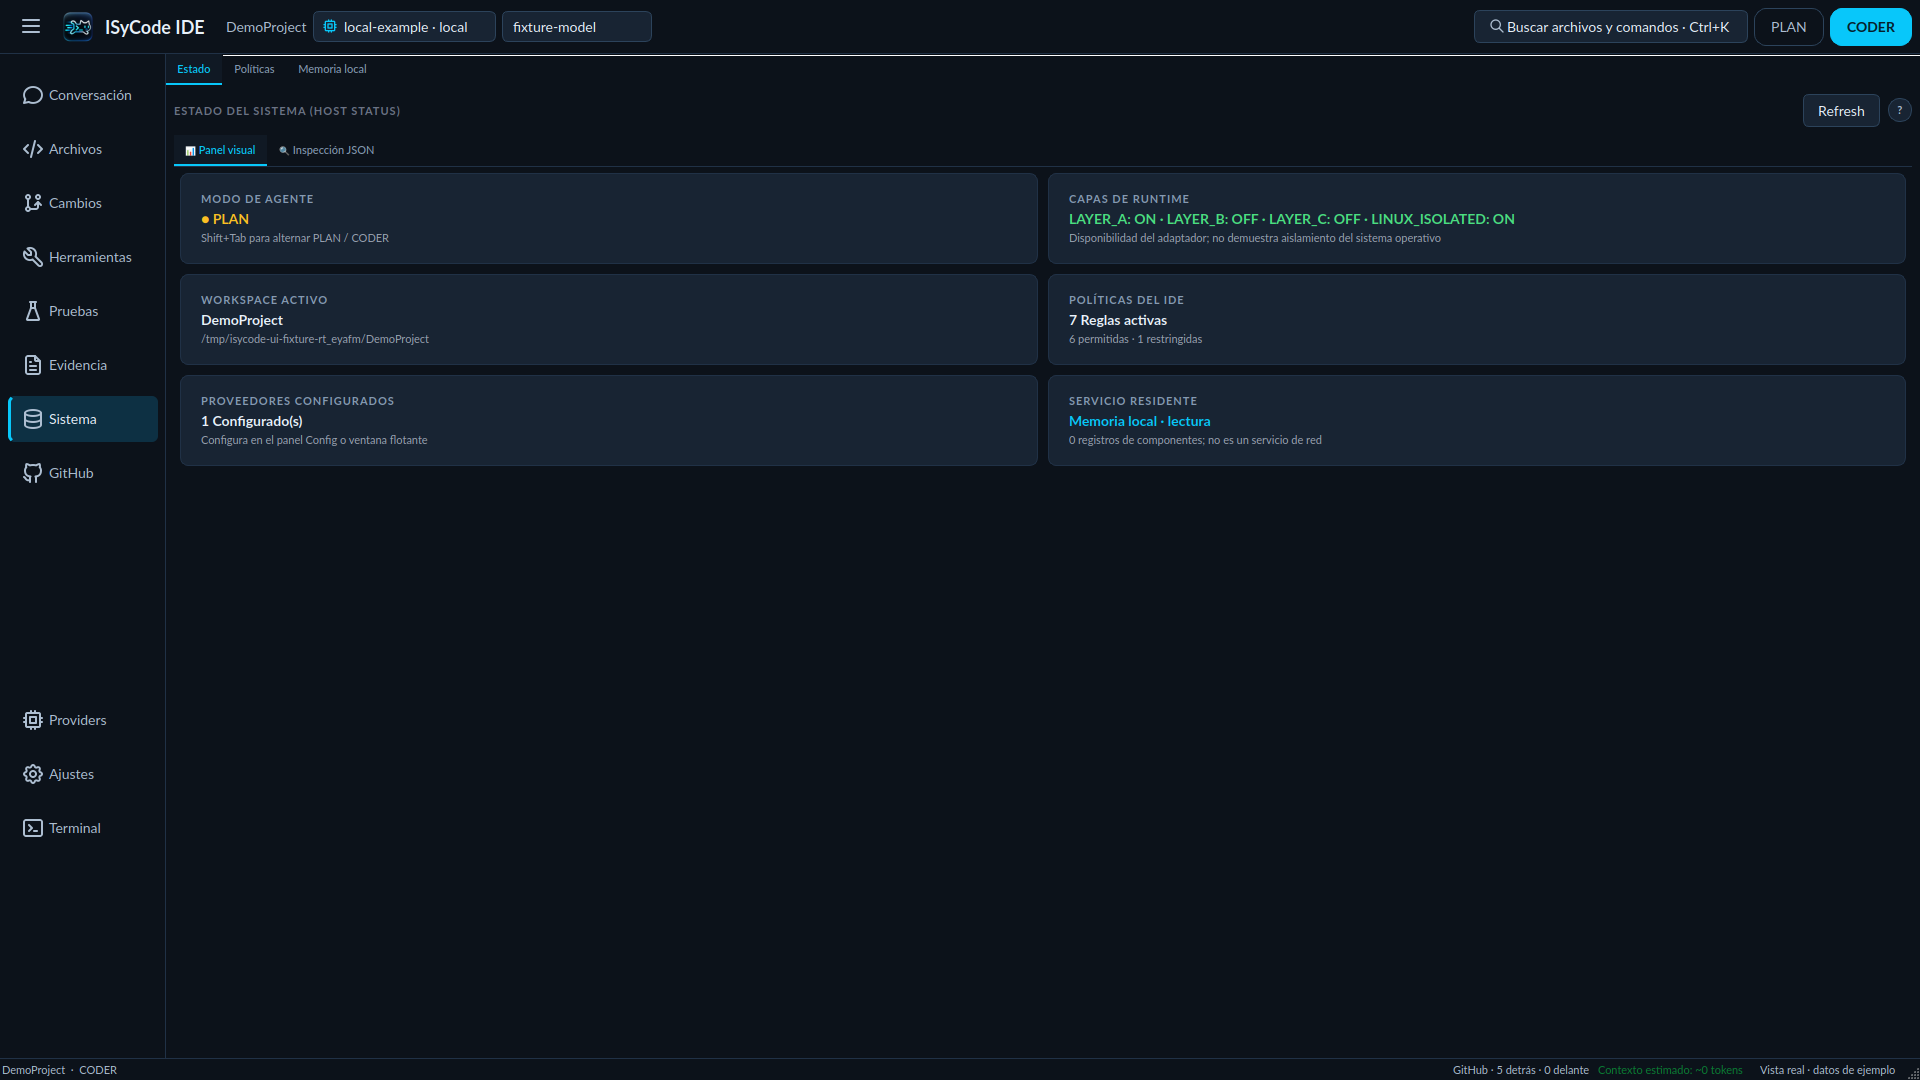 ISyCode IDE DemoProject local-example · local fixture-model Buscar archivos y comandos · Ctrl+K PLAN CODER
Conversación
Archivos
Cambios
Herramientas
Pruebas
Evidencia
Sistema
GitHub
Providers
Ajustes
Terminal
Estado Políticas Memoria local
ESTADO DEL SISTEMA (HOST STATUS) Refresh ?
Panel visual Inspección JSON
MODO DE AGENTE
● PLAN
Shift+Tab para alternar PLAN / CODER
CAPAS DE RUNTIME
LAYER_A: ON · LAYER_B: OFF · LAYER_C: OFF · LINUX_ISOLATED: ON
Disponibilidad del adaptador; no demuestra aislamiento del sistema operativo
WORKSPACE ACTIVO
DemoProject
/tmp/isycode-ui-fixture-rt_eyafm/DemoProject
POLÍTICAS DEL IDE
7 Reglas activas
6 permitidas · 1 restringidas
PROVEEDORES CONFIGURADOS
1 Configurado(s)
Configura en el panel Config o ventana flotante
SERVICIO RESIDENTE
Memoria local · lectura
0 registros de componentes; no es un servicio de red
DemoProject · CODER GitHub · 5 detrás · 0 delante Contexto estimado: ~0 tokens Vista real · datos de ejemplo